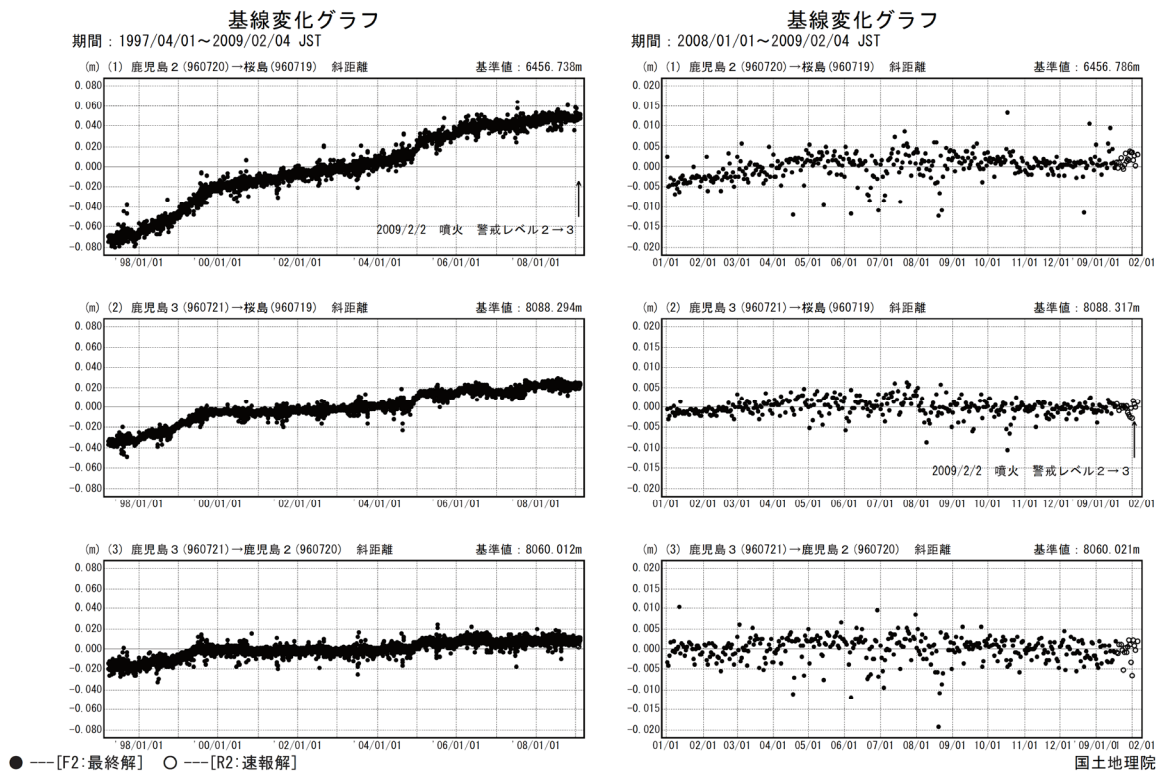 基線変化グラフ
期間：1997/04/01～2009/02/04 JST
(m) (1) 鹿児島２(960720)→桜島(960719)　斜距離　基準値：6456.738m
0.080
0.060
0.040
0.020
0.000
-0.020
-0.040
-0.060
-0.080
2009/2/2　噴火　警戒レベル２→３
'98/01/01 '00/01/01 '02/01/01 '04/01/01 '06/01/01 '08/01/01
(m) (2) 鹿児島３(960721)→桜島(960719)　斜距離　基準値：8088.294m
0.080
0.060
0.040
0.020
0.000
-0.020
-0.040
-0.060
-0.080
'98/01/01 '00/01/01 '02/01/01 '04/01/01 '06/01/01 '08/01/01
(m) (3) 鹿児島３(960721)→鹿児島２(960720)　斜距離　基準値：8060.012m
0.080
0.060
0.040
0.020
0.000
-0.020
-0.040
-0.060
-0.080
'98/01/01 '00/01/01 '02/01/01 '04/01/01 '06/01/01 '08/01/01
基線変化グラフ
期間：2008/01/01～2009/02/04 JST
(m) (1) 鹿児島２(960720)→桜島(960719)　斜距離　基準値：6456.786m
0.020
0.015
0.010
0.005
0.000
-0.005
-0.010
-0.015
-0.020
01/01 02/01 03/01 04/01 05/01 06/01 07/01 08/01 09/01 10/01 11/01 12/01 '09/01/01 02/01
(m) (2) 鹿児島３(960721)→桜島(960719)　斜距離　基準値：8088.317m
0.020
0.015
0.010
0.005
0.000
-0.005
-0.010
-0.015
-0.020
2009/2/2　噴火　警戒レベル２→３
01/01 02/01 03/01 04/01 05/01 06/01 07/01 08/01 09/01 10/01 11/01 12/01 '09/01/01 02/01
(m) (3) 鹿児島３(960721)→鹿児島２(960720)　斜距離　基準値：8060.021m
0.020
0.015
0.010
0.005
0.000
-0.005
-0.010
-0.015
-0.020
01/01 02/01 03/01 04/01 05/01 06/01 07/01 08/01 09/01 10/01 11/01 12/01 '09/01/01 02/01
● ---[F2:最終解]　○ ---[R2:速報解]
国土地理院